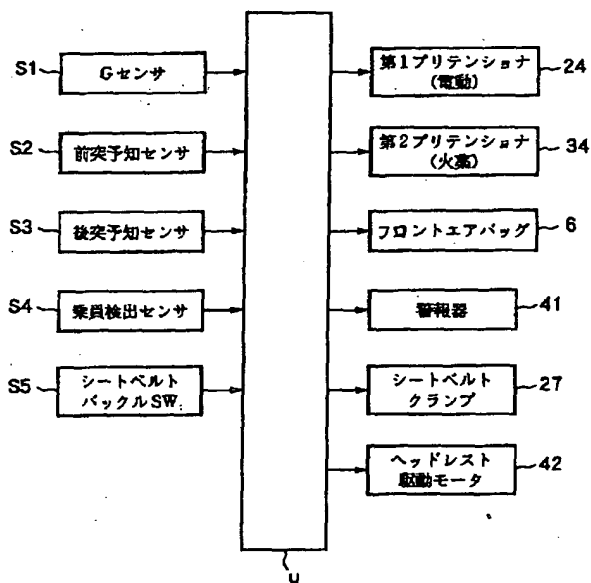 S1
Gセンサ
S2
前突予知センサ
S3
後突予知センサ
S4
乗員検出センサ
S5
シートベルト
バックルSW.
第1プリテンショナ
(電動)
24
第2プリテンショナ
(火薬)
34
フロントエアバッグ
6
警報器
41
シートベルト
クランプ
27
ヘッドレスト
駆動モータ
42
U